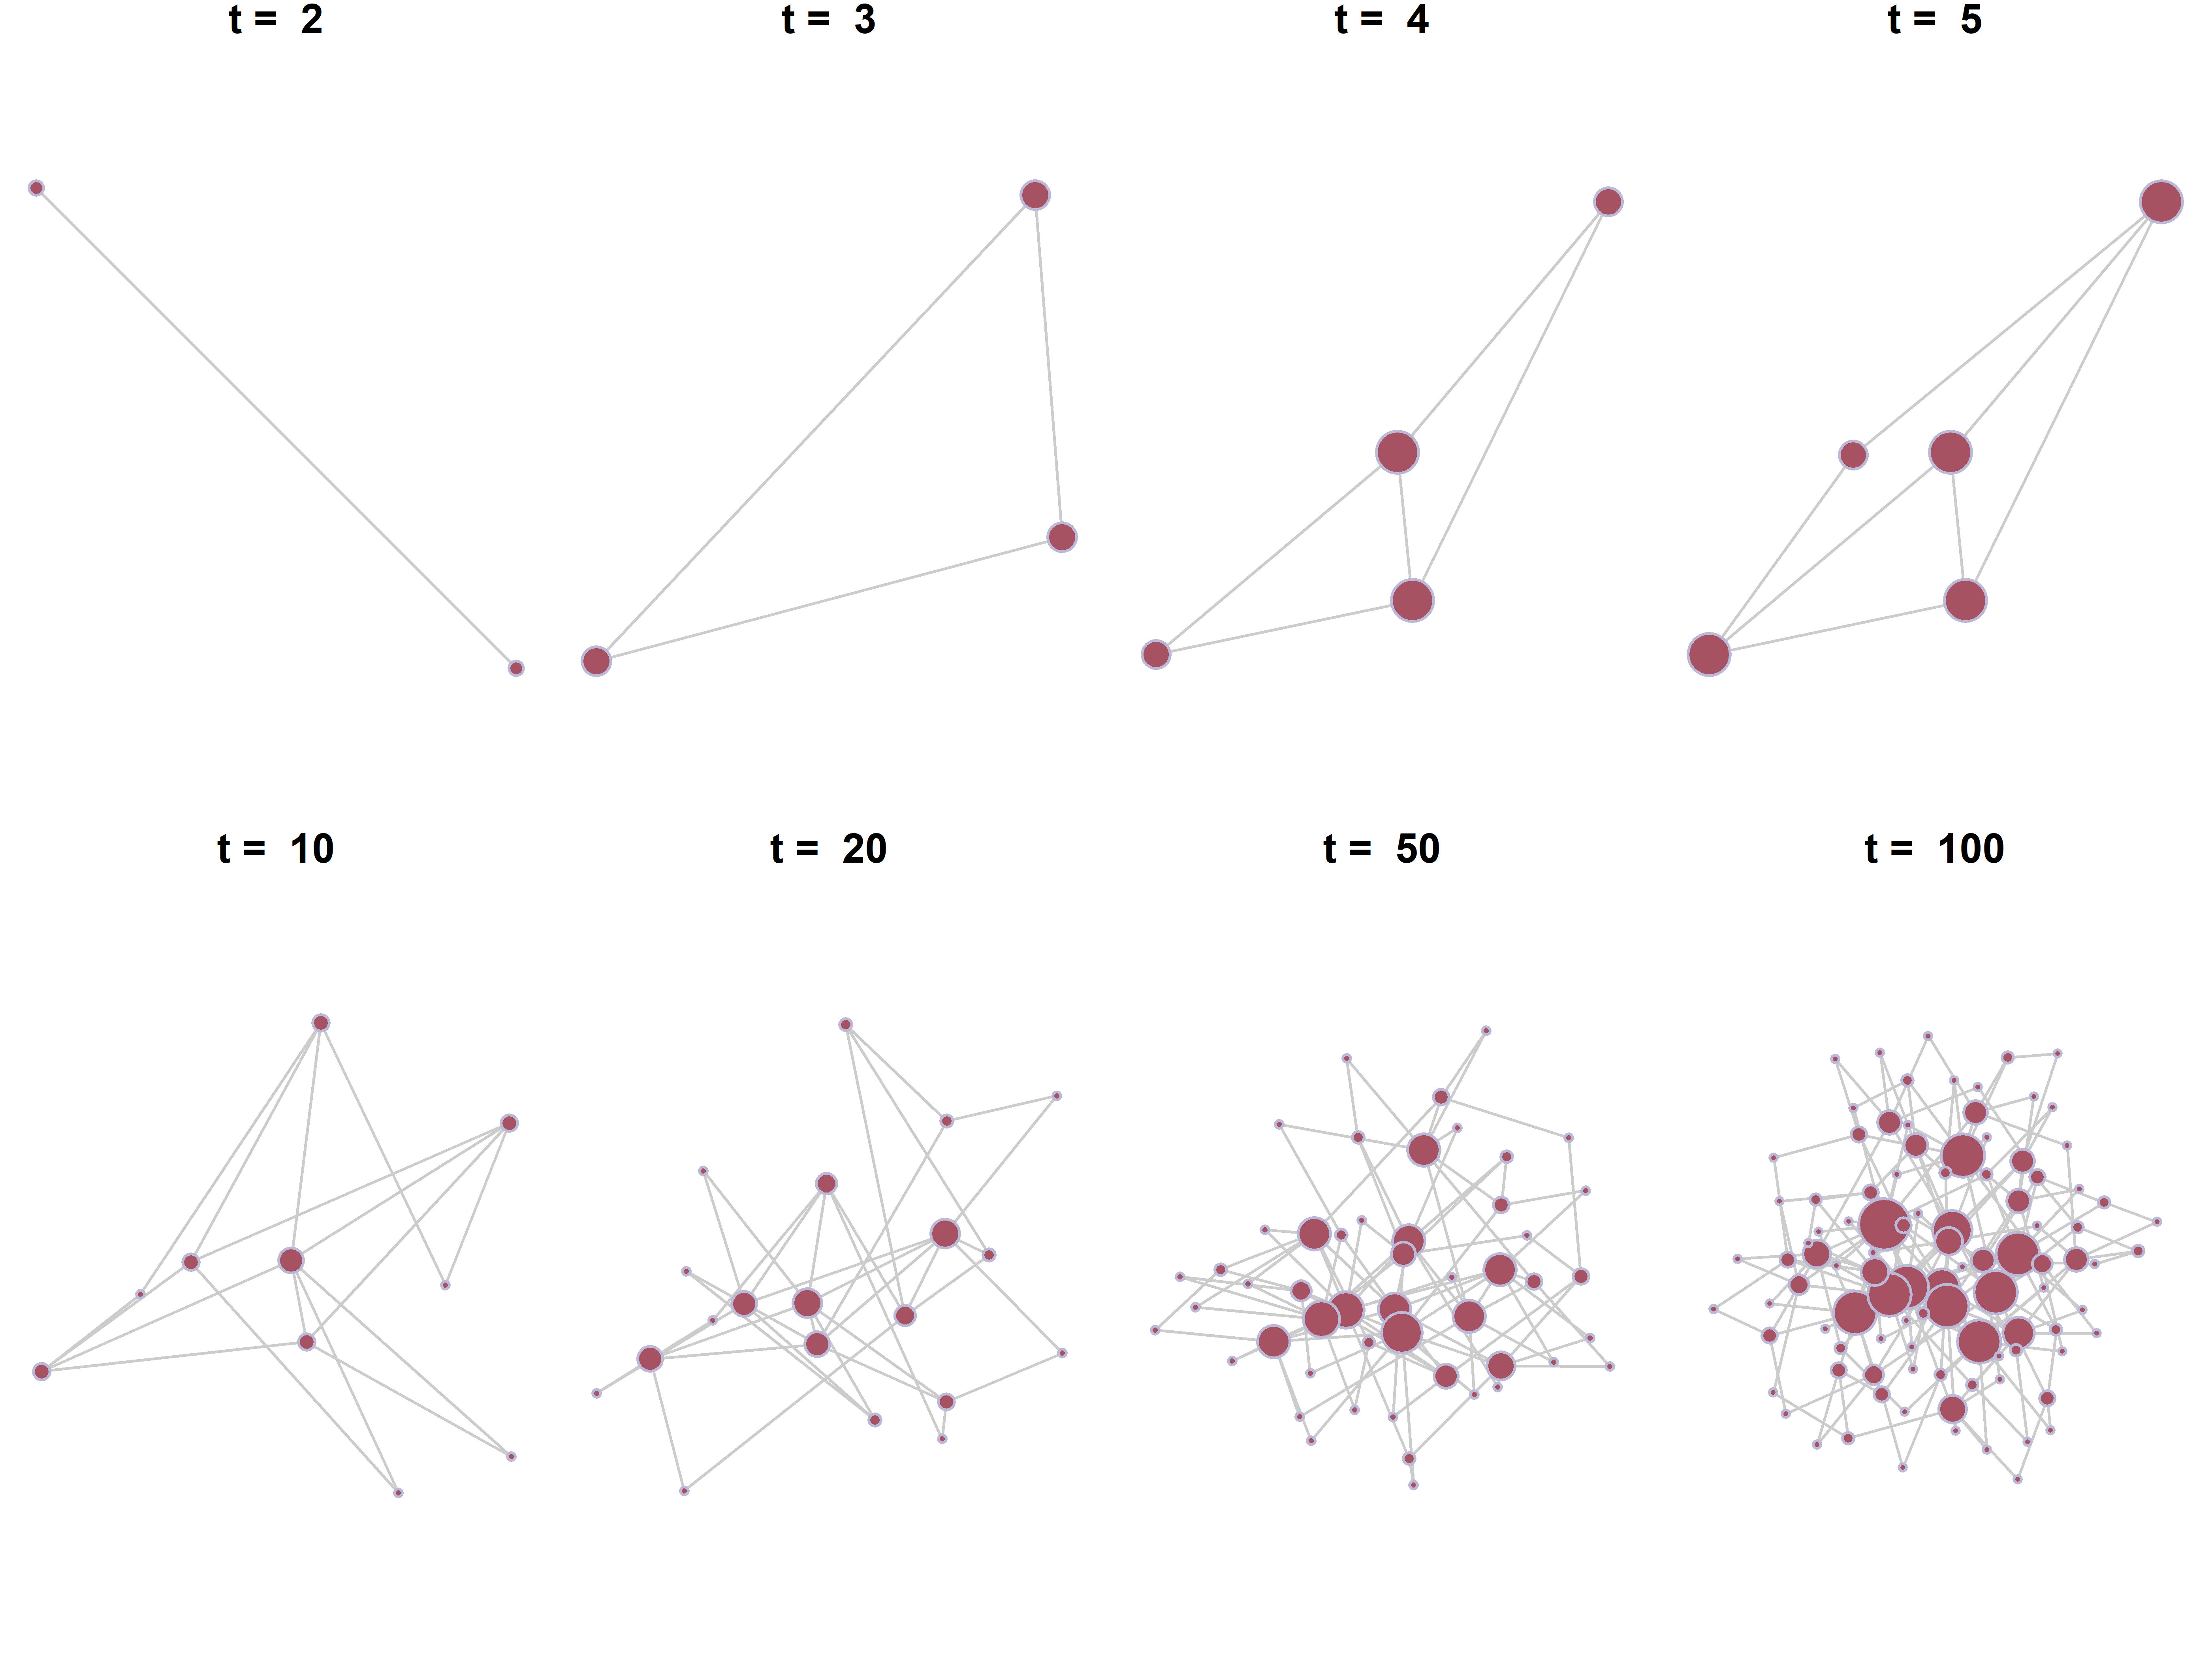 t = 2
t = 3
t = 4
t = 5
t = 10
t = 20
t = 50
t = 100